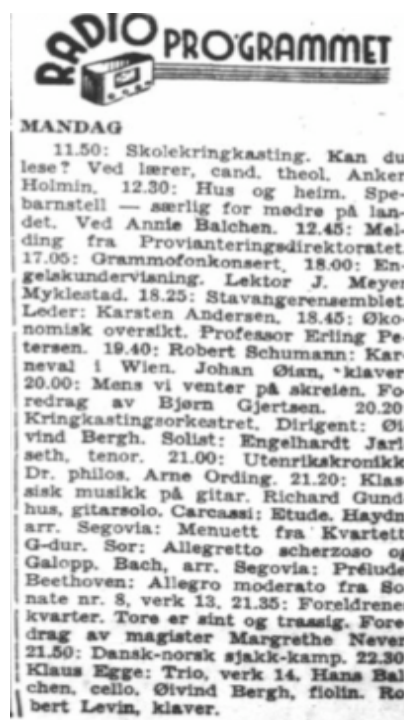 RADIO PROGRAMMET
MANDAG
11.50: Skolekringkasting. Kan du
lese? Ved lærer, cand. theol. Anker
Holmin. 12.30: Hus og heim. Spe-
barnstell — særlig for mødre på lan-
det. Ved Annie Balchen. 12.45: Mel-
ding fra Provianteringsdirektoratet.
17.05: Grammofonkonsert. 18.00: En-
gelskundervisning. Lektor J. Meyer
Myklestad. 18.25: Stavangerensemblet.
Leder: Karsten Andersen. 18.45: Øko-
nomisk oversikt. Professor Erling Pe-
tersen. 19.40: Robert Schumann: Kar-
neval i Wien. Johan Øian, klaver.
20.00: Mens vi venter på skreien. Fo
redrag av Bjørn Gjertsen. 20.20
Kringkastingsorkestret. Dirigent: Øi
vind Bergh. Solist: Engelhardt Jarl
seth, tenor. 21.00: Utenrikskronikk
Dr. philos. Arne Ording. 21.20: Klas
sisk musikk på gitar. Richard Gund
hus, gitarsolo. Carcassi: Etude. Haydn
arr. Segovia: Menuett fra Kvartett
G-dur. Sor: Allegretto scherzoso og
Galopp. Bach, arr. Segovia: Prélude
Beethoven: Allegro moderato fra So
nate nr. 8, verk 13. 21.35: Foreldrene
kvarter. Tore er sint og trassig. Fore
drag av magister Margrethe Never
21.50: Dansk-norsk sjakk-kamp. 22.30
Klaus Egge: Trio, verk 14. Hans Bal
chen, cello. Øivind Bergh, fiolin. Ro
bert Levin, klaver.